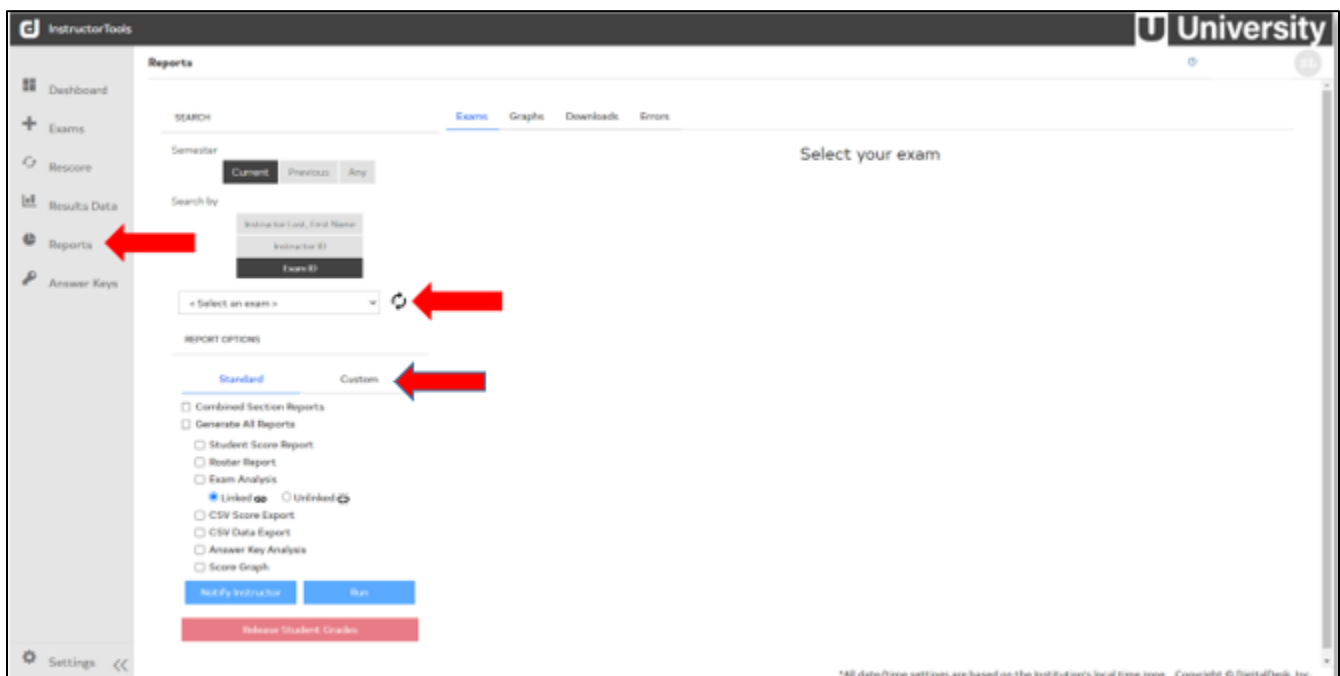 InstructorTools
University
Reports
Dashboard
Exams
Rescore
Results Data
Reports
Answer Keys
Settings
SEARCH
Semester
Current Previous Any
Search by
Instructor Last, First Name
Instructor ID
Exam ID
< Select an exam >
REPORT OPTIONS
Standard Custom
Combined Section Reports
Generate All Reports
Student Score Report
Roster Report
Exam Analysis
Linked Unlinked
CSV Score Export
CSV Data Export
Answer Key Analysis
Score Graph
Notify Instructor Run
Release Student Grades
Exams Graphs Downloads Errors
Select your exam
*All date/time settings are based on the Institution's local time zone. Copyright © DigitalDesk, Inc.